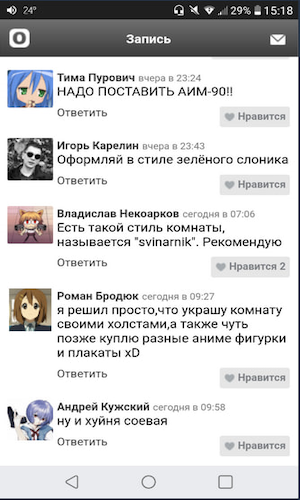 24° 29% 15:18
Запись
Тима Пурович вчера в 23:24
НАДО ПОСТАВИТЬ АИМ-90!!
Ответить
Нравится
Игорь Карелин вчера в 23:43
Оформляй в стиле зелёного слоника
Ответить
Нравится
Владислав Некоарков сегодня в 07:06
Есть такой стиль комнаты,
называется "svinarnik". Рекомендую
Ответить
Нравится 2
Роман Бродюк сегодня в 09:27
я решил просто,что украшу комнату
своими холстами,а также чуть
позже куплю разные аниме фигурки
и плакаты xD
Ответить
Нравится
Андрей Кужский сегодня в 09:58
ну и хуйня соевая
Ответить
Нравится